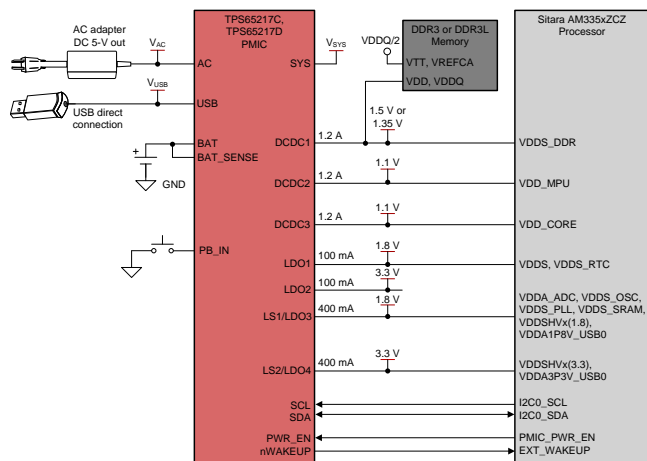 AC adapter
DC 5-V out
TPS65217C,
TPS65217D
PMIC
DDR3 or DDR3L
Memory
VTT, VREFCA
VDD, VDDQ
Sitara AM335xZCZ
Processor
VAC
VSYS
VDDQ/2
AC
SYS
VUSB
USB
USB direct
connection
1.5 V or
1.35 V
BAT
BAT_SENSE
+
GND
DCDC1
1.2 A
VDDS_DDR
1.1 V
DCDC2
1.2 A
VDD_MPU
1.1 V
DCDC3
1.2 A
VDD_CORE
PB_IN
1.8 V
LDO1
100 mA
VDDS, VDDS_RTC
3.3 V
LDO2
100 mA
1.8 V
LS1/LDO3
400 mA
VDDA_ADC, VDDS_OSC,
VDDS_PLL, VDDS_SRAM,
VDDSHVx(1.8),
VDDA1P8V_USB0
3.3 V
LS2/LDO4
400 mA
VDDSHVx(3.3),
VDDA3P3V_USB0
SCL
I2C0_SCL
SDA
I2C0_SDA
PWR_EN
PMIC_PWR_EN
nWAKEUP
EXT_WAKEUP